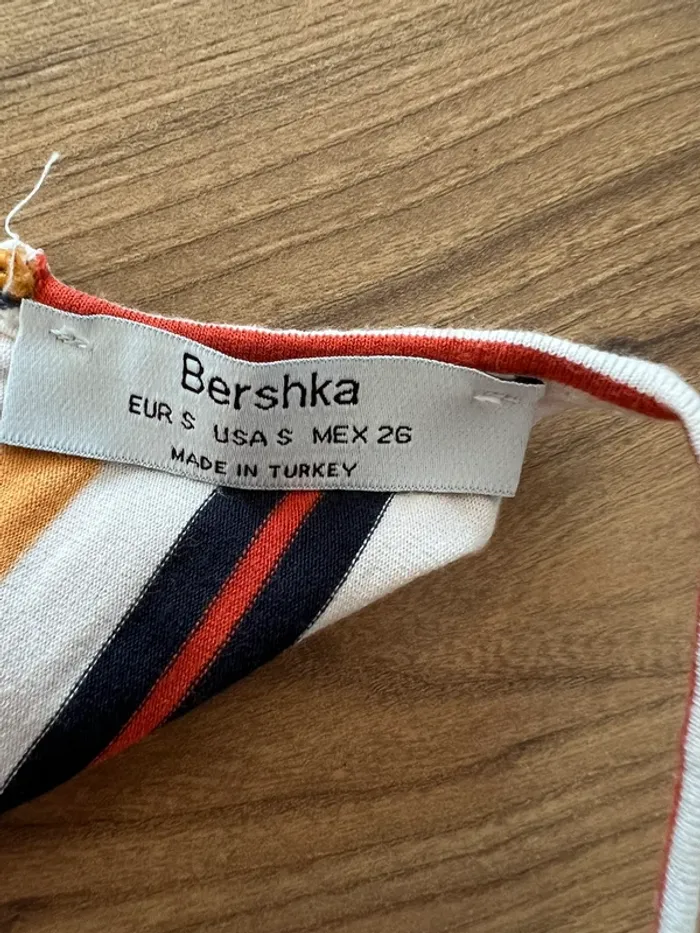 Bershka
EUR S USA S MEX 26
MADE IN TURKEY